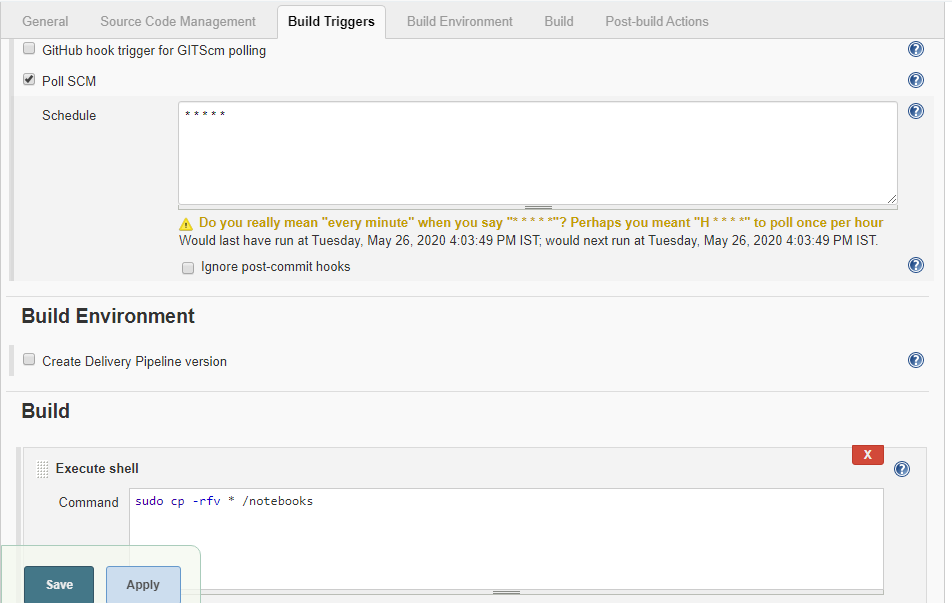 General Source Code Management Build Triggers Build Environment Build Post-build Actions
GitHub hook trigger for GITScm polling
Poll SCM
Schedule
* * * * *
Do you really mean "every minute" when you say "* * * * *"? Perhaps you meant "H * * * *" to poll once per hour
Would last have run at Tuesday, May 26, 2020 4:03:49 PM IST; would next run at Tuesday, May 26, 2020 4:03:49 PM IST.
Ignore post-commit hooks
Build Environment
Create Delivery Pipeline version
Build
X
Execute shell
Command
sudo cp -rfv * /notebooks
Save Apply